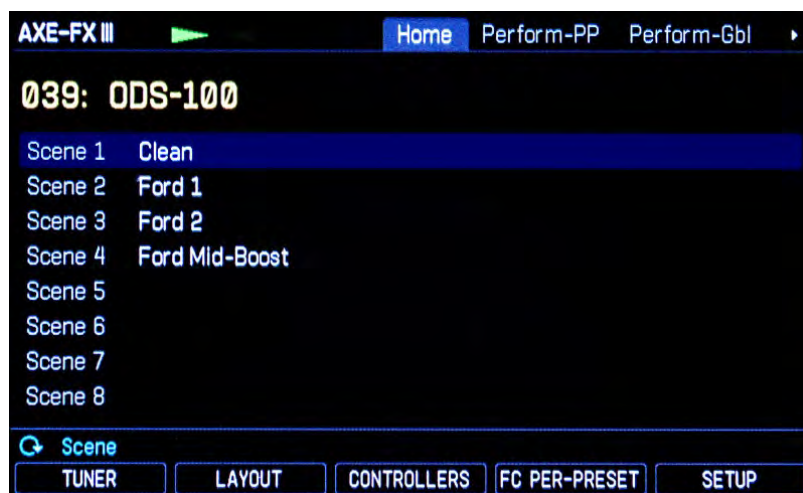 AXE-FX III Home Perform-PP Perform-Gbl
039: ODS-100
Scene 1 Clean
Scene 2 Ford 1
Scene 3 Ford 2
Scene 4 Ford Mid-Boost
Scene 5
Scene 6
Scene 7
Scene 8
Scene
TUNER LAYOUT CONTROLLERS FC PER-PRESET SETUP